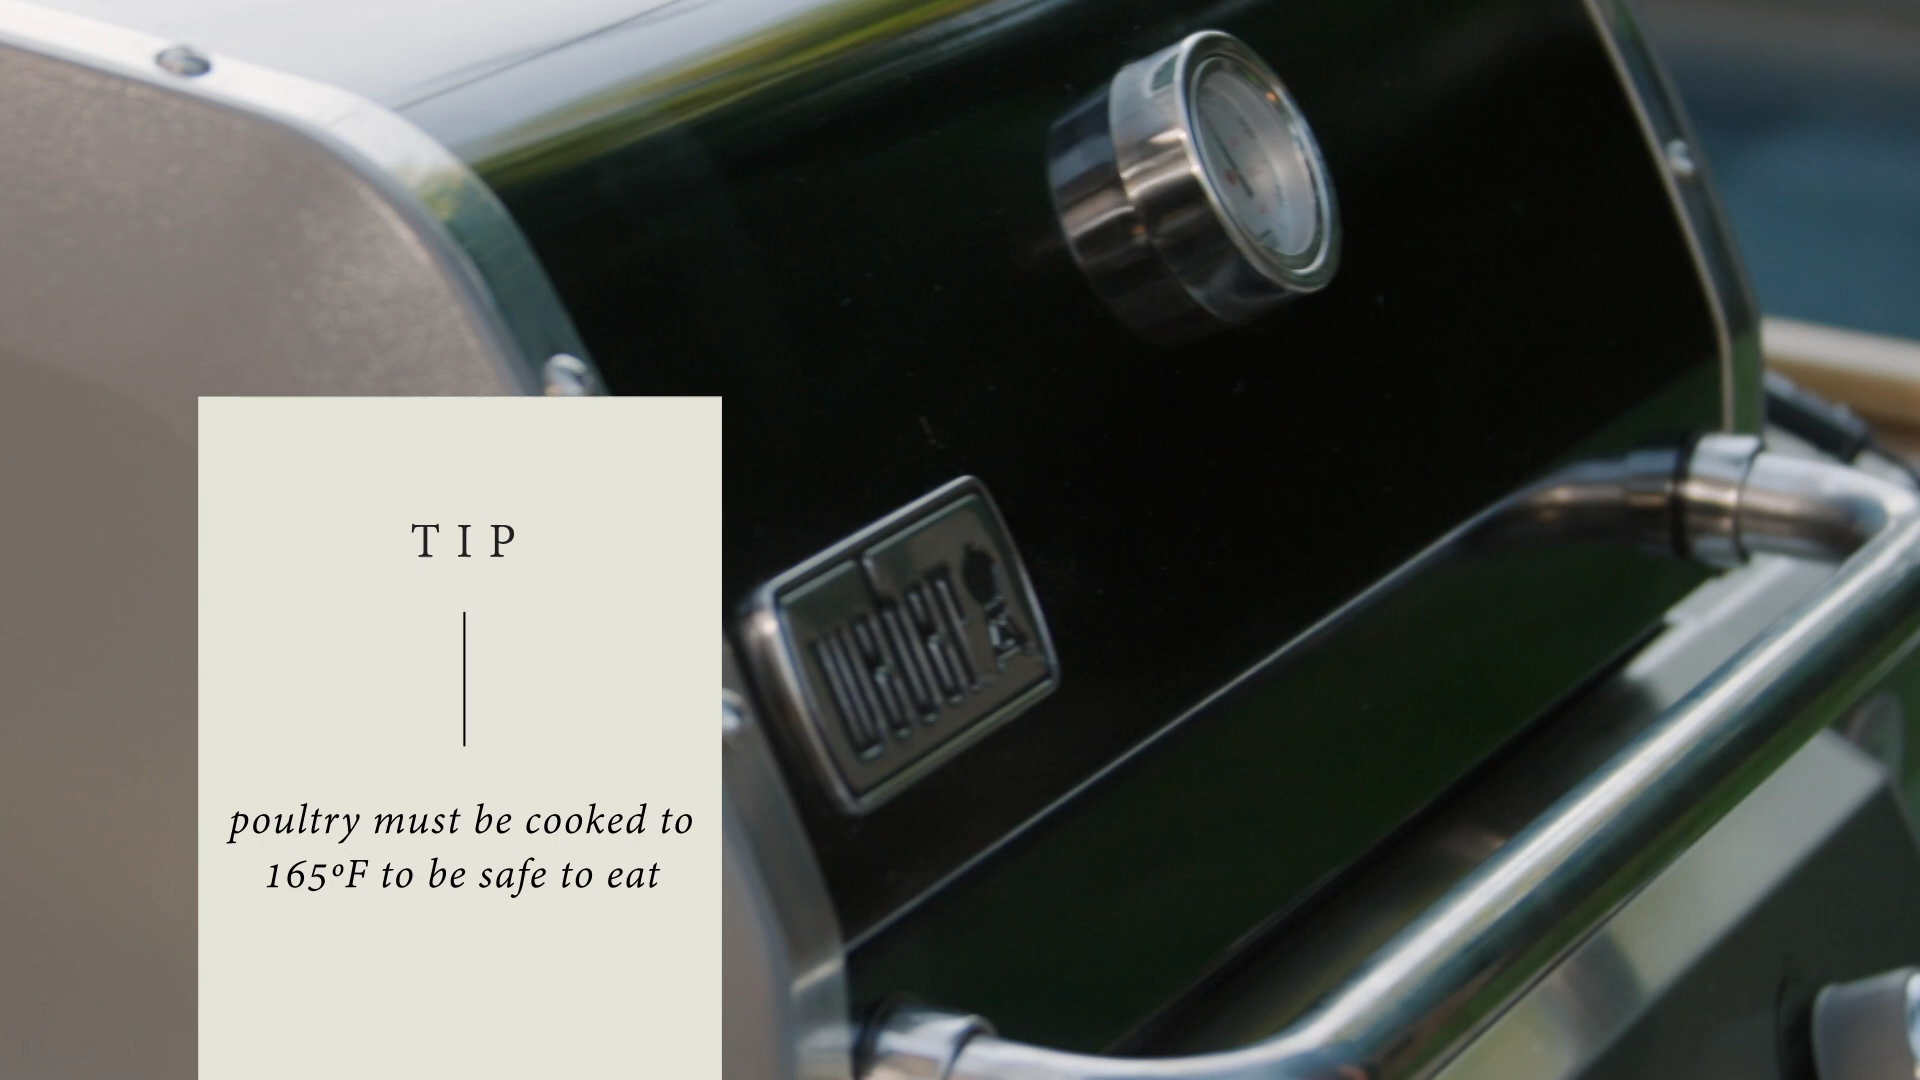 weber
TIP
poultry must be cooked to
165ºF to be safe to eat